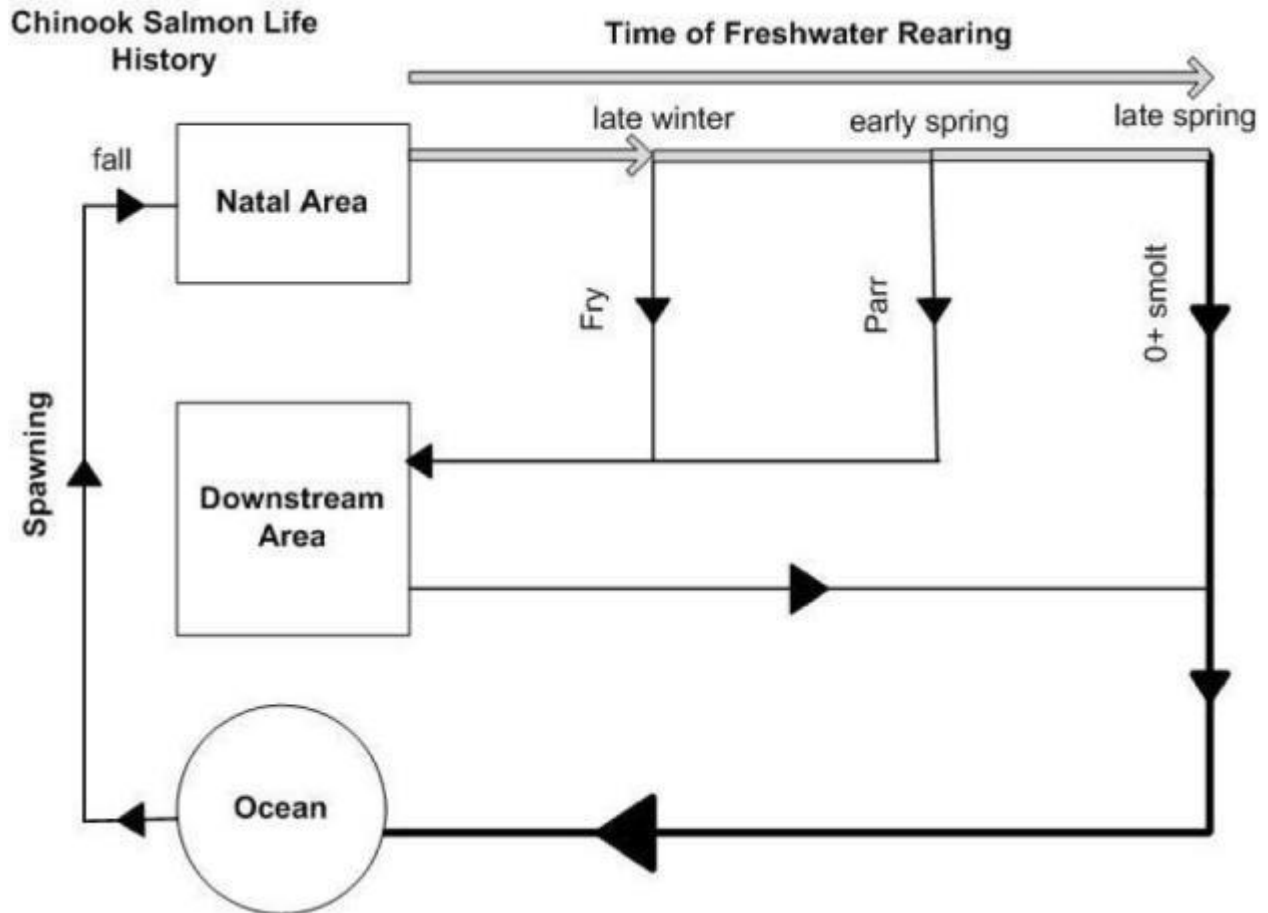 Chinook Salmon Life
History
Time of Freshwater Rearing
late winter
early spring
late spring
fall
Natal Area
Fry
Parr
0+ smolt
Spawning
Downstream
Area
Ocean